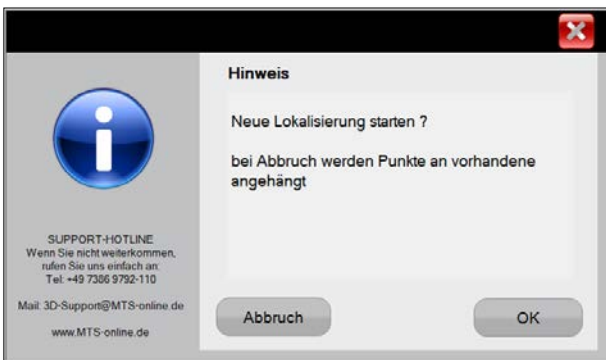 Hinweis
Neue Lokalisierung starten ?
bei Abbruch werden Punkte an vorhandene
angehängt
SUPPORT-HOTLINE
Wenn Sie nicht weiterkommen,
rufen Sie uns einfach an:
Tel: +49 7386 9792-110
Mail: 3D-Support@MTS-online.de
www.MTS-online.de
Abbruch
OK